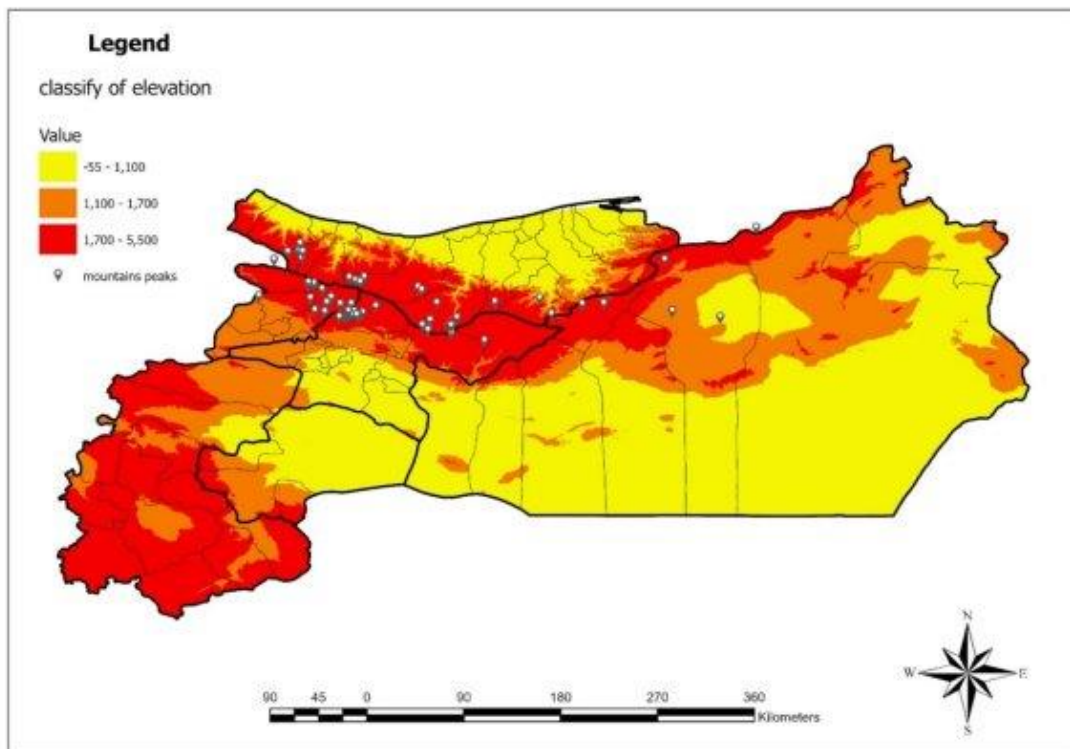 Legend
classify of elevation
Value
-55 - 1,100
1,100 - 1,700
1,700 - 5,500
mountains peaks
N
W E
S
90 45 0 90 180 270 360
Kilometers